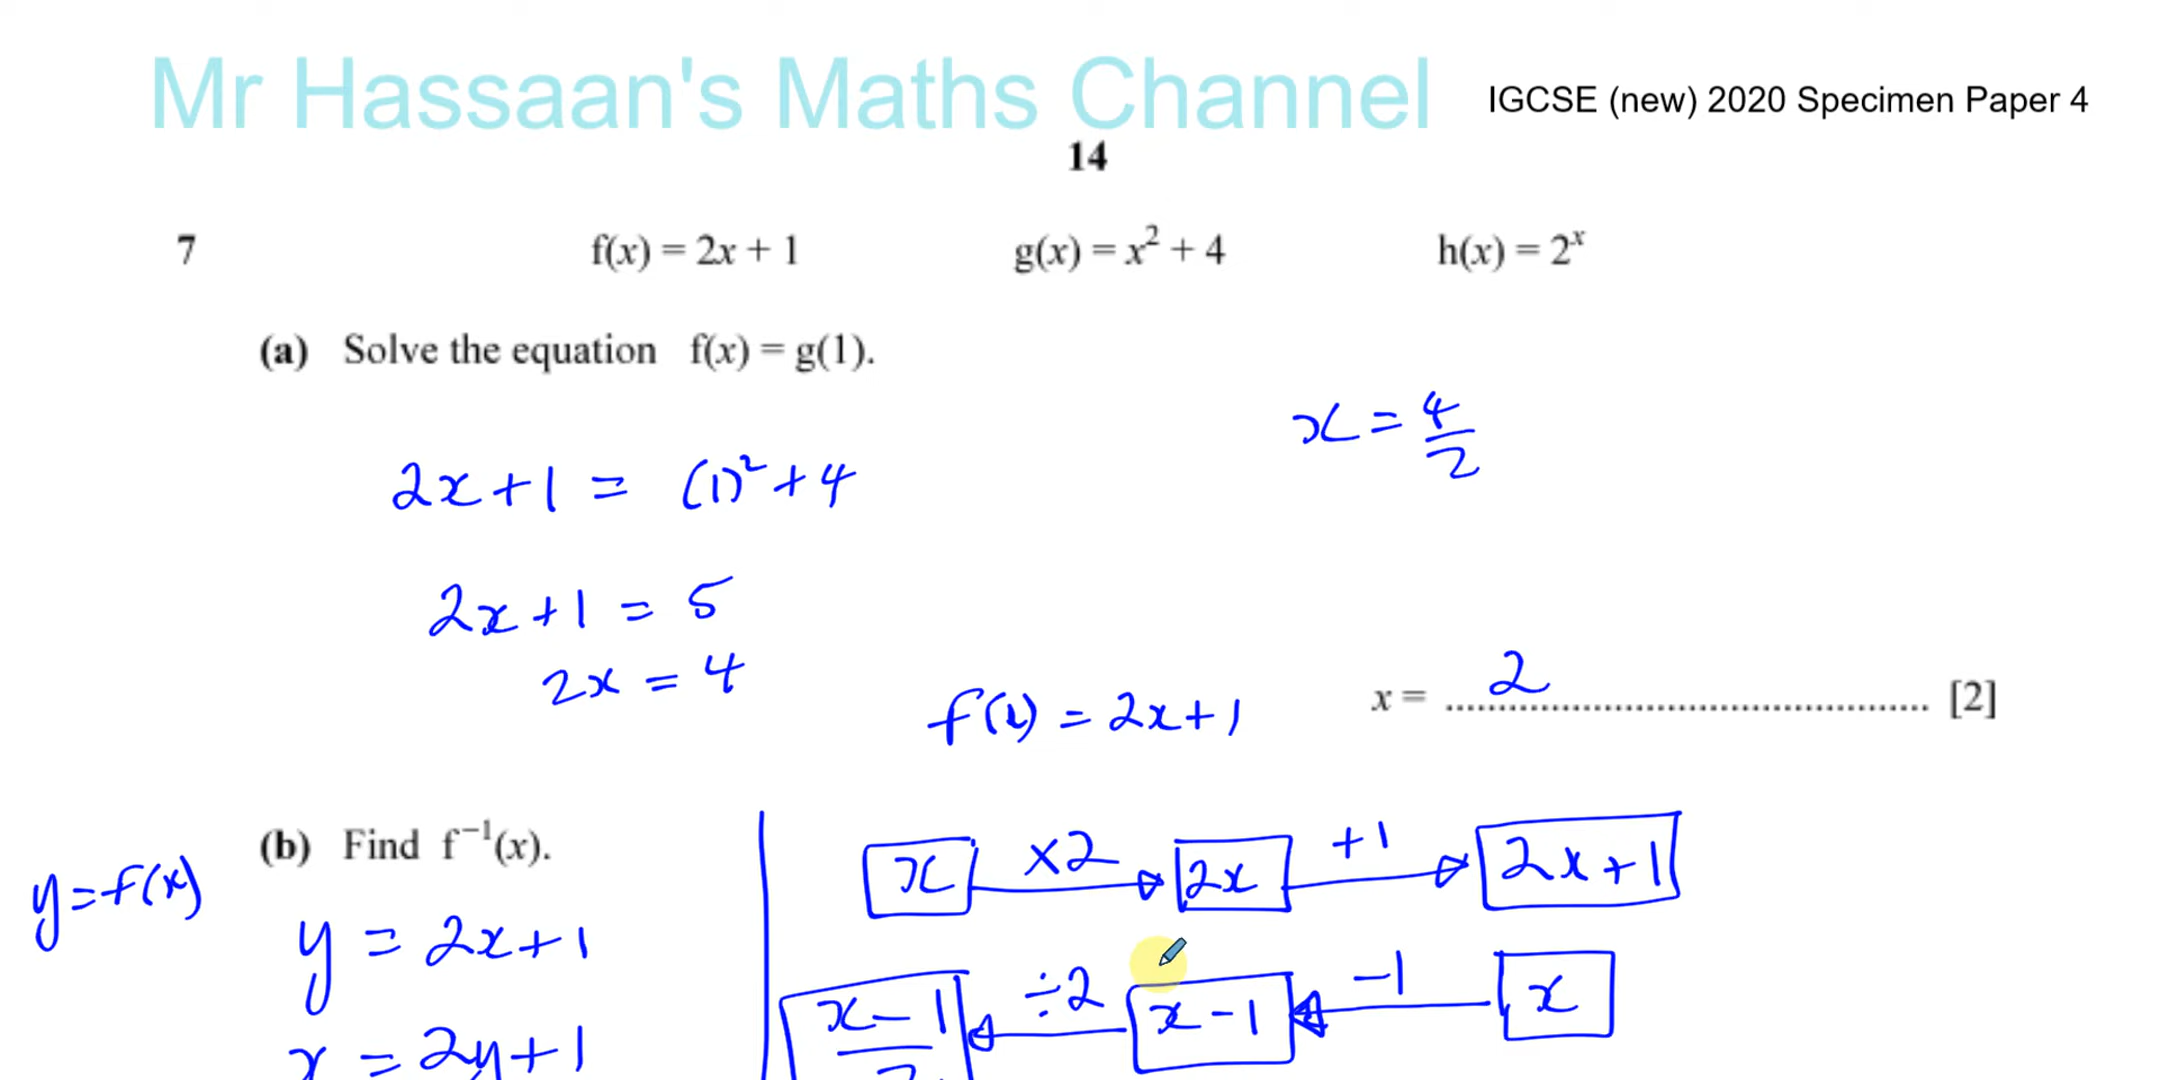 Mr Hassaan's Maths Channel
IGCSE (new) 2020 Specimen Paper 4
14
7 f(x) = 2x + 1 g(x) = x² + 4 h(x) = 2ˣ
(a) Solve the equation f(x) = g(1).
x = 4/2
2x+1 = (1)²+4
2x+1 = 5
2x = 4
x = 2 [2]
f(x) = 2x+1
(b) Find f⁻¹(x).
y=f(x)
y = 2x+1
x = 2y+1
x ×2 2x +1 2x+1
x-1/2 ÷2 x-1 -1 x